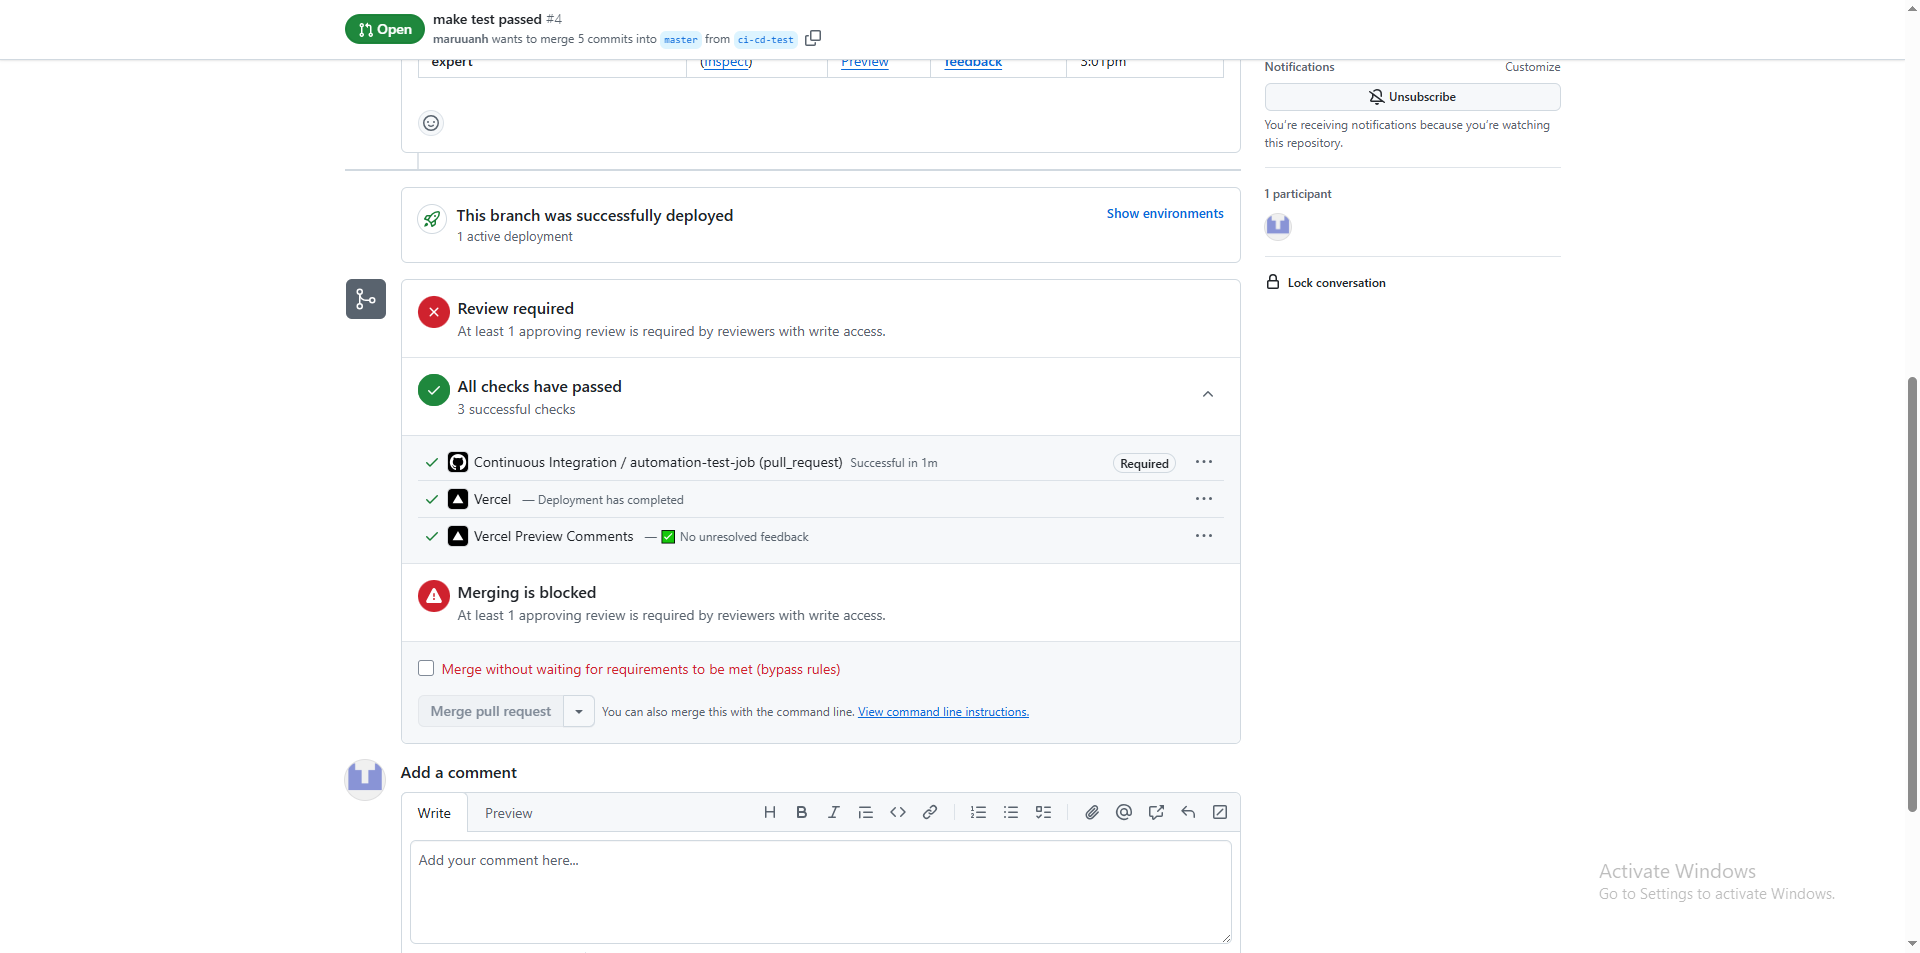 Open
make test passed #4
maruuanh wants to merge 5 commits into master from ci-cd-test
expert (Inspect) Preview feedback 3:01pm
Notifications Customize
Unsubscribe
You're receiving notifications because you're watching
this repository.
1 participant
Lock conversation
This branch was successfully deployed
Show environments
1 active deployment
Review required
At least 1 approving review is required by reviewers with write access.
All checks have passed
3 successful checks
Continuous Integration / automation-test-job (pull_request) Successful in 1m Required
Vercel — Deployment has completed
Vercel Preview Comments — ✅ No unresolved feedback
Merging is blocked
At least 1 approving review is required by reviewers with write access.
Merge without waiting for requirements to be met (bypass rules)
Merge pull request You can also merge this with the command line. View command line instructions.
Add a comment
Write Preview
Add your comment here...
Activate Windows
Go to Settings to activate Windows.